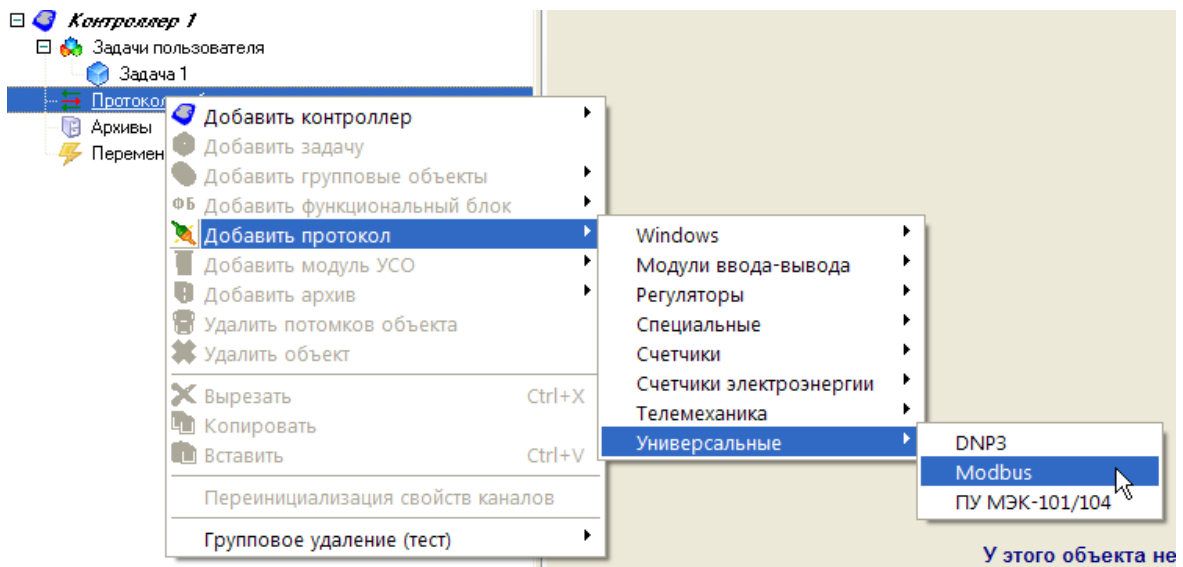 Контроллер 1
Задачи пользователя
Задача 1
Архивы
Добавить контроллер
Добавить задачу
Добавить групповые объекты
ФБ Добавить функциональный блок
Добавить протокол
Добавить модуль УСО
Добавить архив
Удалить потомков объекта
Удалить объект
Вырезать Ctrl+X
Копировать
Вставить Ctrl+V
Переинициализация свойств каналов
Групповое удаление (тест)
Windows
Модули ввода-вывода
Регуляторы
Специальные
Счетчики
Счетчики электроэнергии
Телемеханика
Универсальные
DNP3
Modbus
ПУ МЭК-101/104
У этого объекта не